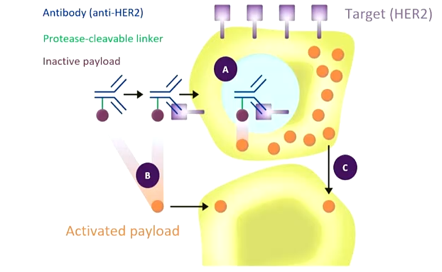 Antibody (anti-HER2)
Target (HER2)
Protease-cleavable linker
Inactive payload
A
B
C
Activated payload